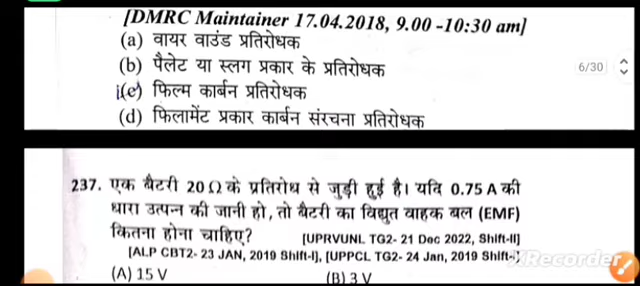 [DMRC Maintainer 17.04.2018, 9.00 -10:30 am]
(a) वायर वाउंड प्रतिरोधक
(b) पैलेट या स्लग प्रकार के प्रतिरोधक
6/30
(c) फिल्म कार्बन प्रतिरोधक
(d) फिलामेंट प्रकार कार्बन संरचना प्रतिरोधक
237. एक बैटरी 20 Ω के प्रतिरोध से जुड़ी हुई है। यदि 0.75 A की
धारा उत्पन्न की जानी हो, तो बैटरी का विद्युत वाहक बल (EMF)
कितना होना चाहिए? [UPRVUNL TG2- 21 Dec 2022, Shift-II]
[ALP CBT2- 23 JAN, 2019 Shift-I], [UPPCL TG2- 24 Jan, 2019 Shift-
XRecorder
(A) 15 V (B) 3 V